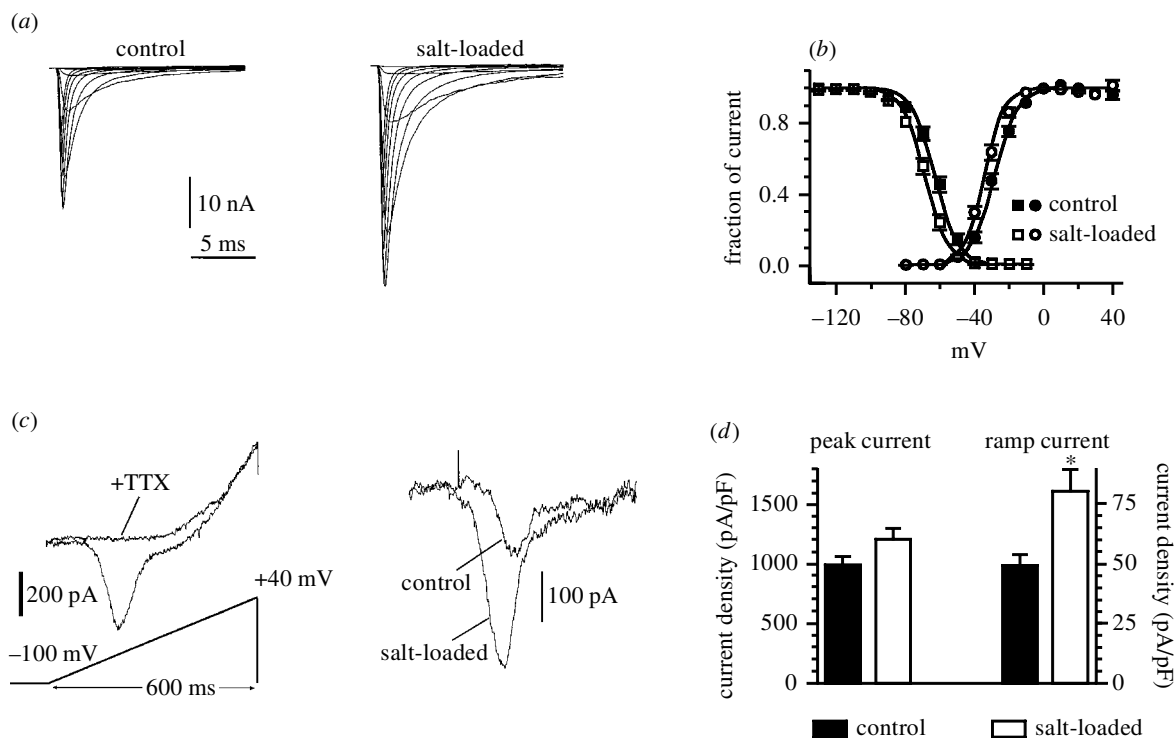 (a)
control
salt-loaded
10 nA
5 ms
(b)
fraction of current
0.8
0.4
0.0
control
salt-loaded
–120
–80
–40
0
40
mV
(c)
+TTX
200 pA
+40 mV
–100 mV
600 ms
control
salt-loaded
100 pA
(d)
peak current
ramp current
*
current density (pA/pF)
1500
1000
500
0
75
50
25
0
current density (pA/pF)
control
salt-loaded